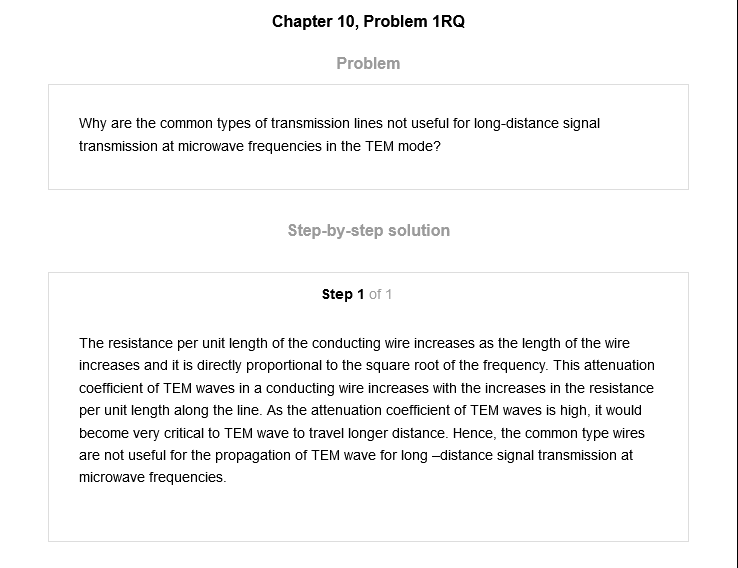 Chapter 10, Problem 1RQ
Problem
Why are the common types of transmission lines not useful for long-distance signal
transmission at microwave frequencies in the TEM mode?
Step-by-step solution
Step 1 of 1
The resistance per unit length of the conducting wire increases as the length of the wire
increases and it is directly proportional to the square root of the frequency. This attenuation
coefficient of TEM waves in a conducting wire increases with the increases in the resistance
per unit length along the line. As the attenuation coefficient of TEM waves is high, it would
become very critical to TEM wave to travel longer distance. Hence, the common type wires
are not useful for the propagation of TEM wave for long –distance signal transmission at
microwave frequencies.